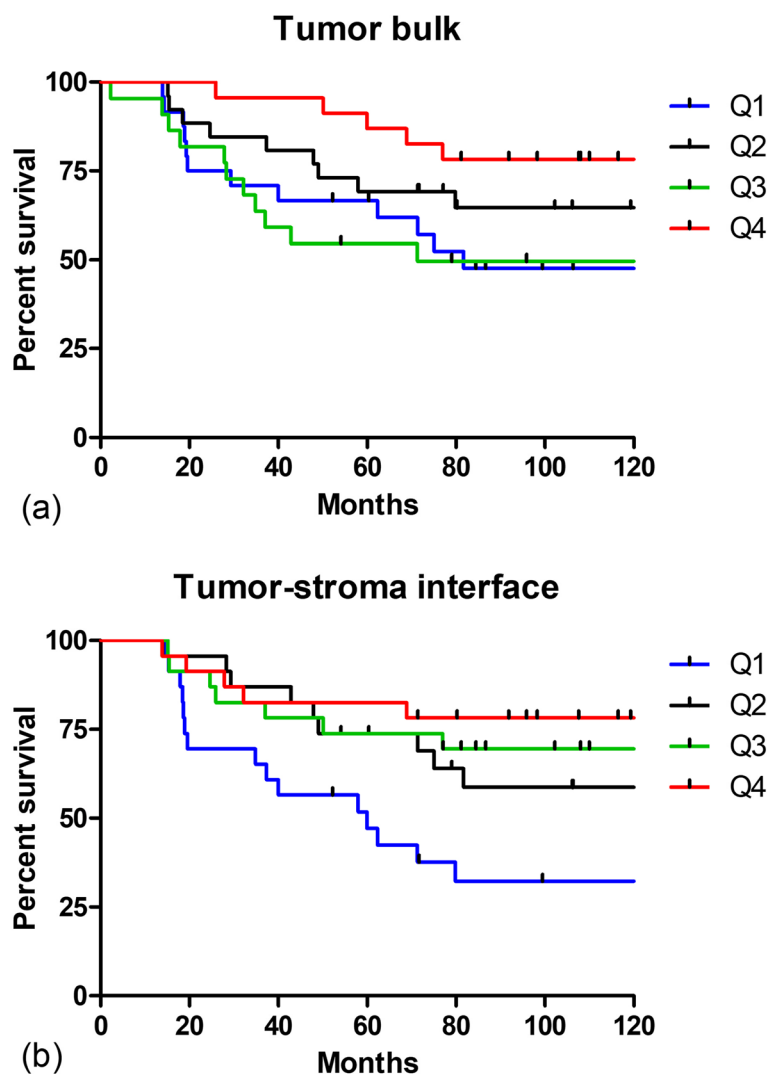 Tumor bulk
100
75
50
25
0
Percent survival
0 20 40 60 80 100 120
Months
Q1
Q2
Q3
Q4
(a)
Tumor-stroma interface
100
75
50
25
0
Percent survival
0 20 40 60 80 100 120
Months
Q1
Q2
Q3
Q4
(b)